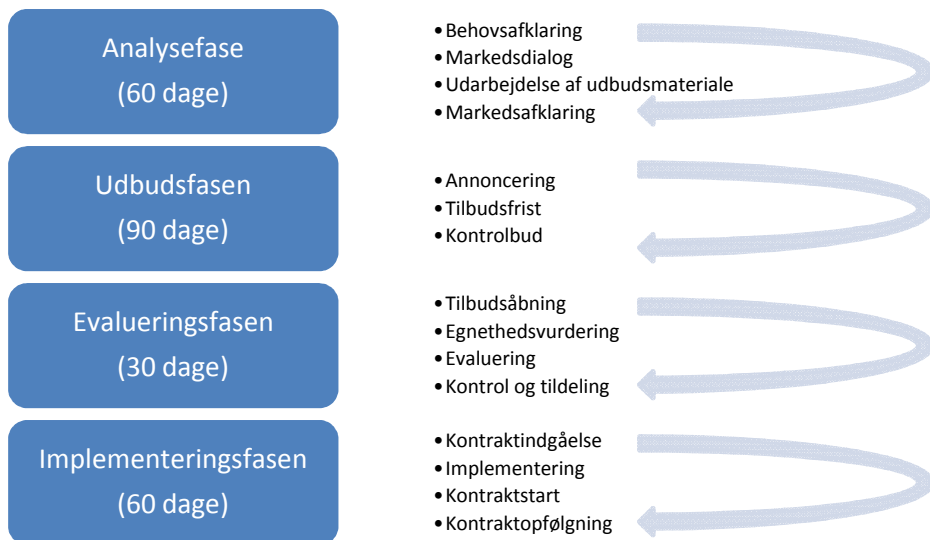 Analysefase
(60 dage)
•Behovsafklaring
•Markedsdialog
•Udarbejdelse af udbudsmateriale
•Markedsafklaring
Udbudsfasen
(90 dage)
•Annoncering
•Tilbudsfrist
•Kontrolbud
Evalueringsfasen
(30 dage)
•Tilbudsåbning
•Egnethedsvurdering
•Evaluering
•Kontrol og tildeling
Implementeringsfasen
(60 dage)
•Kontraktindgåelse
•Implementering
•Kontraktstart
•Kontraktopfølgning